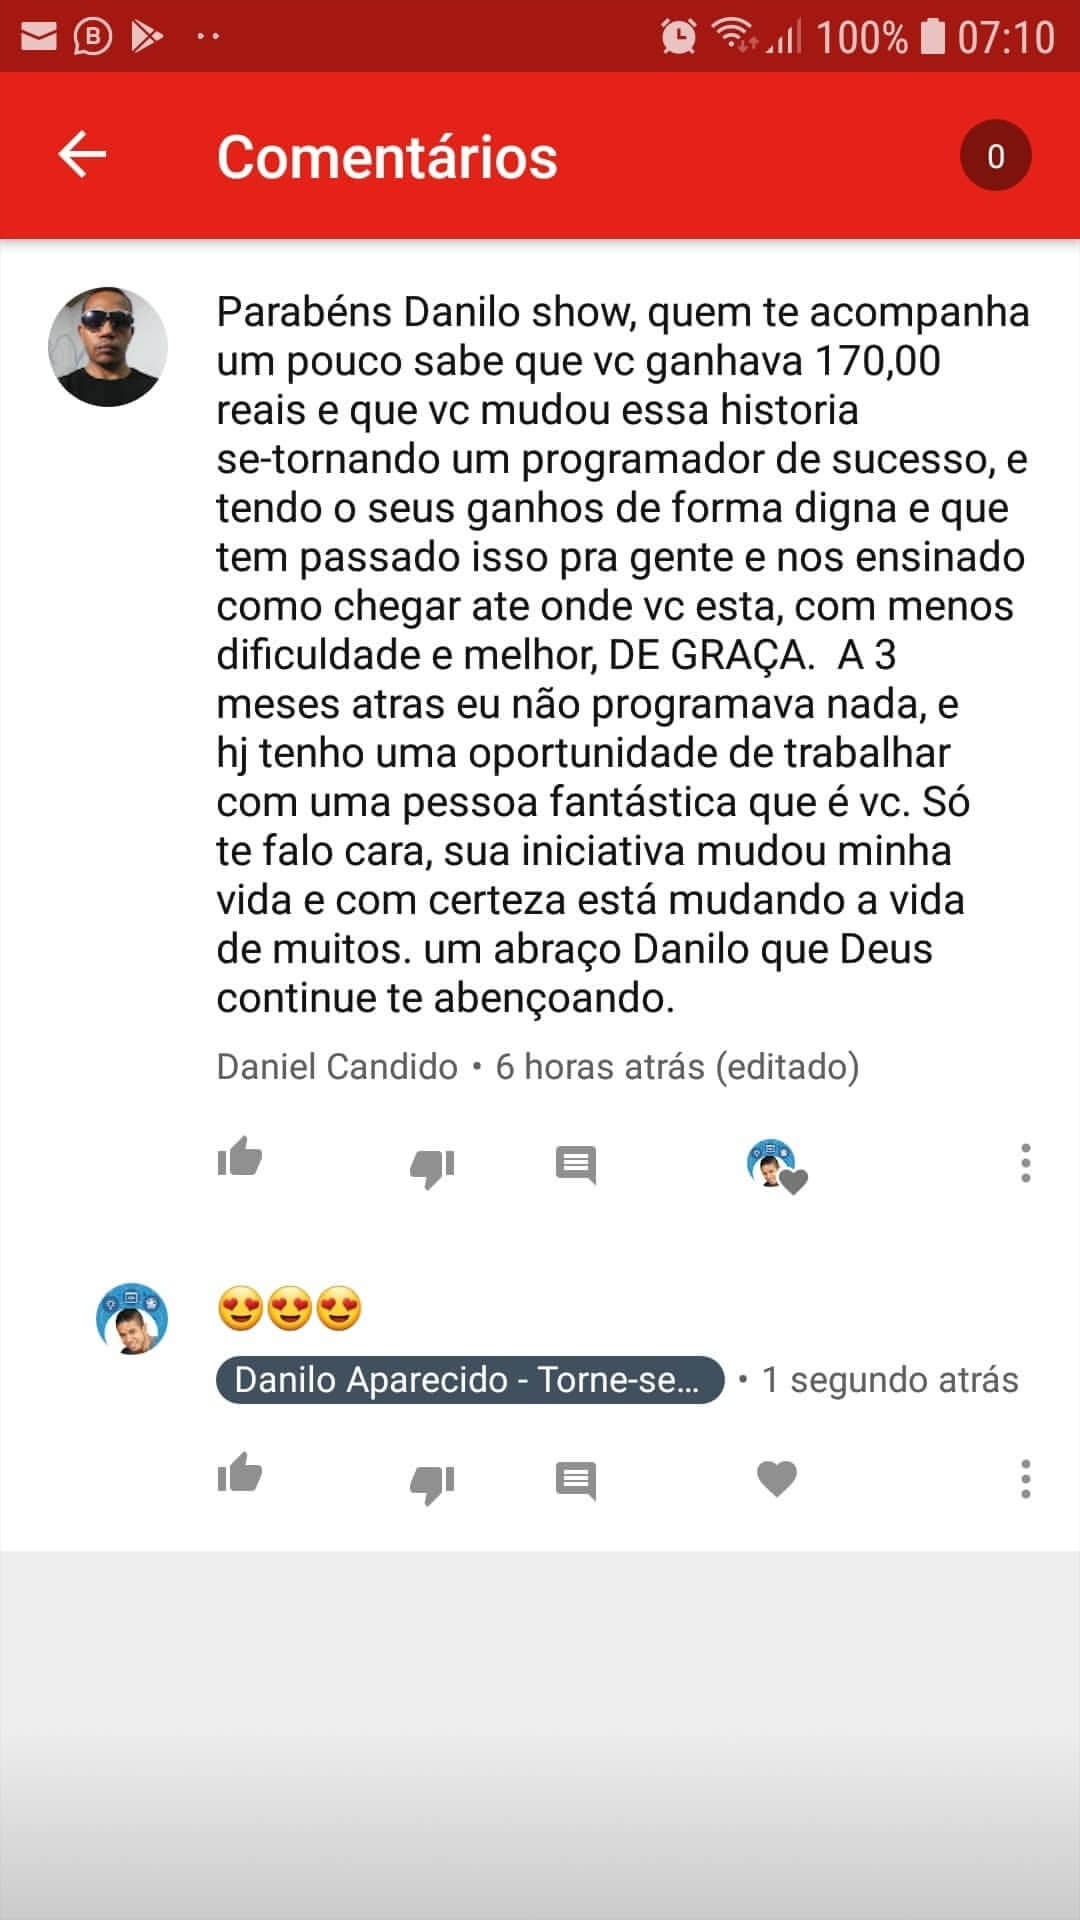 100% 07:10
Comentários
0
Parabéns Danilo show, quem te acompanha
um pouco sabe que vc ganhava 170,00
reais e que vc mudou essa historia
se-tornando um programador de sucesso, e
tendo o seus ganhos de forma digna e que
tem passado isso pra gente e nos ensinado
como chegar ate onde vc esta, com menos
dificuldade e melhor, DE GRAÇA.  A 3
meses atras eu não programava nada, e
hj tenho uma oportunidade de trabalhar
com uma pessoa fantástica que é vc. Só
te falo cara, sua iniciativa mudou minha
vida e com certeza está mudando a vida
de muitos. um abraço Danilo que Deus
continue te abençoando.
Daniel Candido • 6 horas atrás (editado)
😍😍😍
Danilo Aparecido - Torne-se... • 1 segundo atrás